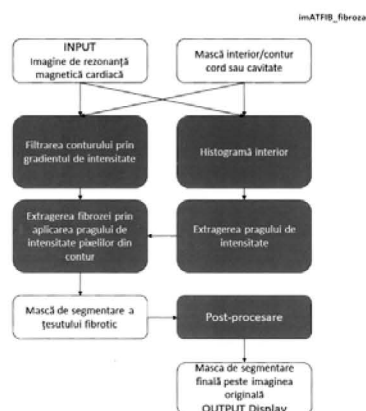 imATFIB_fibroza
INPUT
Imagine de rezonanță
magnetică cardiacă
Mască interior/contur
cord sau cavitate
Filtrarea conturului prin
gradientul de intensitate
Histogramă interior
Extragerea fibrozei prin
aplicarea pragului de
intensitate pixelilor din
contur
Extragerea pragului de
intensitate
Mască de segmentare a
țesutului fibrotic
Post-procesare
Masca de segmentare
finală peste imaginea
originală
OUTPUT Display